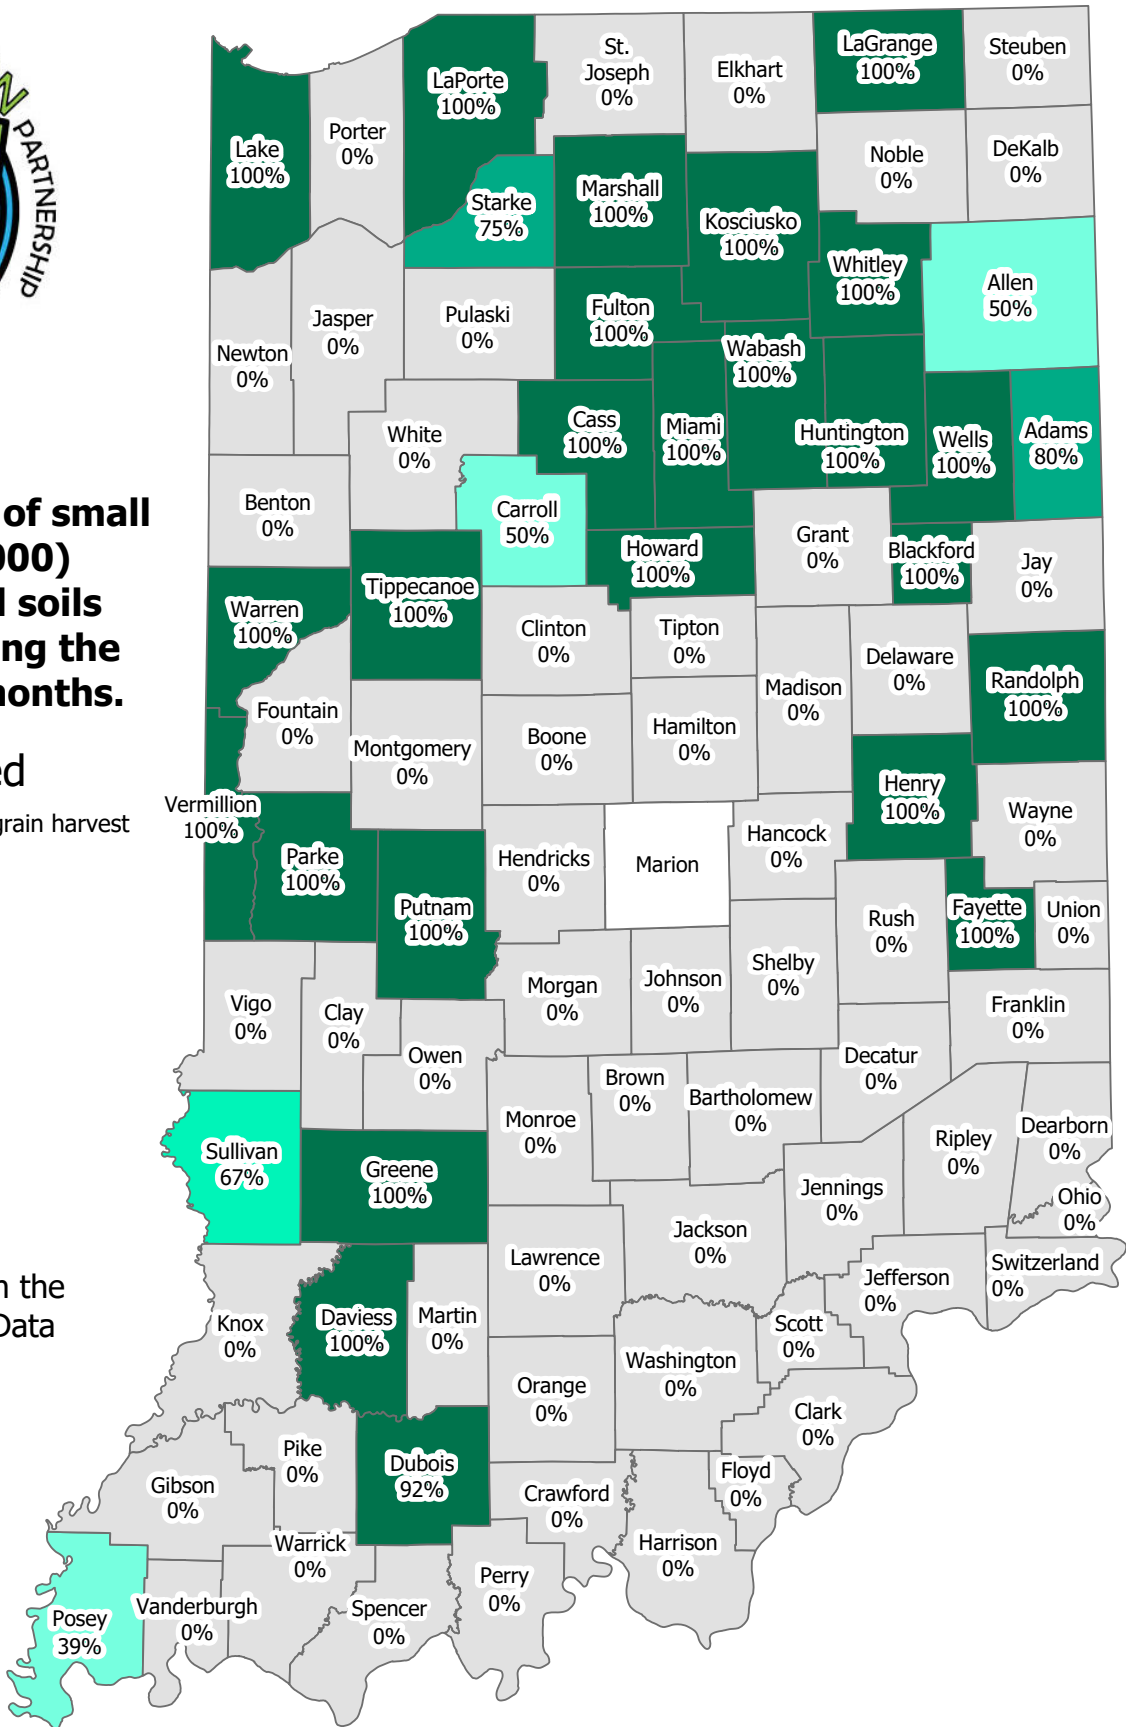 PARTNERSHIP
of small
000)
soils
ng the
months.
ed
grain harvest
n the
Data
LaPorte
100%
St.
Joseph
0%
Elkhart
0%
LaGrange
100%
Steuben
0%
Lake
100%
Porter
0%
Starke
75%
Marshall
100%
Kosciusko
100%
Noble
0%
DeKalb
0%
Whitley
100%
Allen
50%
Newton
0%
Jasper
0%
Pulaski
0%
Fulton
100%
Wabash
100%
White
0%
Cass
100%
Miami
100%
Huntington
100%
Wells
100%
Adams
80%
Benton
0%
Carroll
50%
Howard
100%
Grant
0%
Blackford
100%
Jay
0%
Warren
100%
Tippecanoe
100%
Clinton
0%
Tipton
0%
Madison
0%
Delaware
0%
Randolph
100%
Fountain
0%
Montgomery
0%
Boone
0%
Hamilton
0%
Henry
100%
Wayne
0%
Vermillion
100%
Parke
100%
Putnam
100%
Hendricks
0%
Marion
Hancock
0%
Rush
0%
Fayette
100%
Union
0%
Vigo
0%
Clay
0%
Owen
0%
Morgan
0%
Johnson
0%
Shelby
0%
Franklin
0%
Decatur
0%
Sullivan
67%
Greene
100%
Monroe
0%
Brown
0%
Bartholomew
0%
Jennings
0%
Ripley
0%
Dearborn
0%
Ohio
0%
Knox
0%
Daviess
100%
Martin
0%
Lawrence
0%
Jackson
0%
Jefferson
0%
Switzerland
0%
Scott
0%
Washington
0%
Orange
0%
Clark
0%
Gibson
0%
Pike
0%
Dubois
92%
Crawford
0%
Floyd
0%
Harrison
0%
Posey
39%
Vanderburgh
0%
Warrick
0%
Spencer
0%
Perry
0%